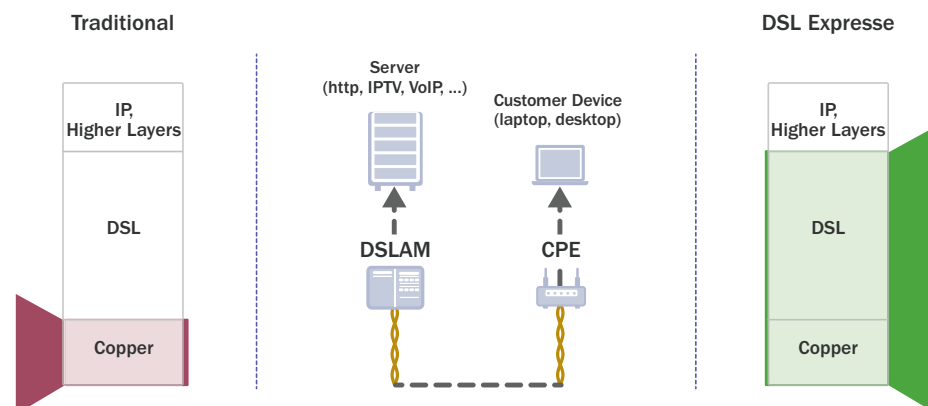 Traditional
DSL Expresse
Server
(http, IPTV, VoIP, ...)
Customer Device
(laptop, desktop)
IP,
Higher Layers
DSL
Copper
DSLAM
CPE
IP,
Higher Layers
DSL
Copper